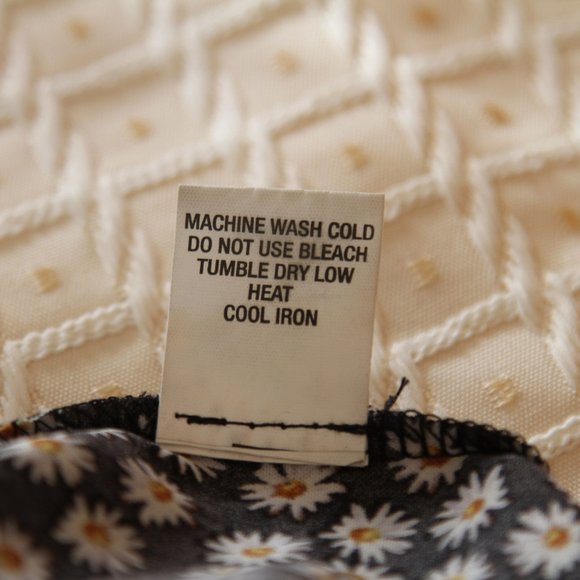 MACHINE WASH COLD
DO NOT USE BLEACH
TUMBLE DRY LOW
HEAT
COOL IRON